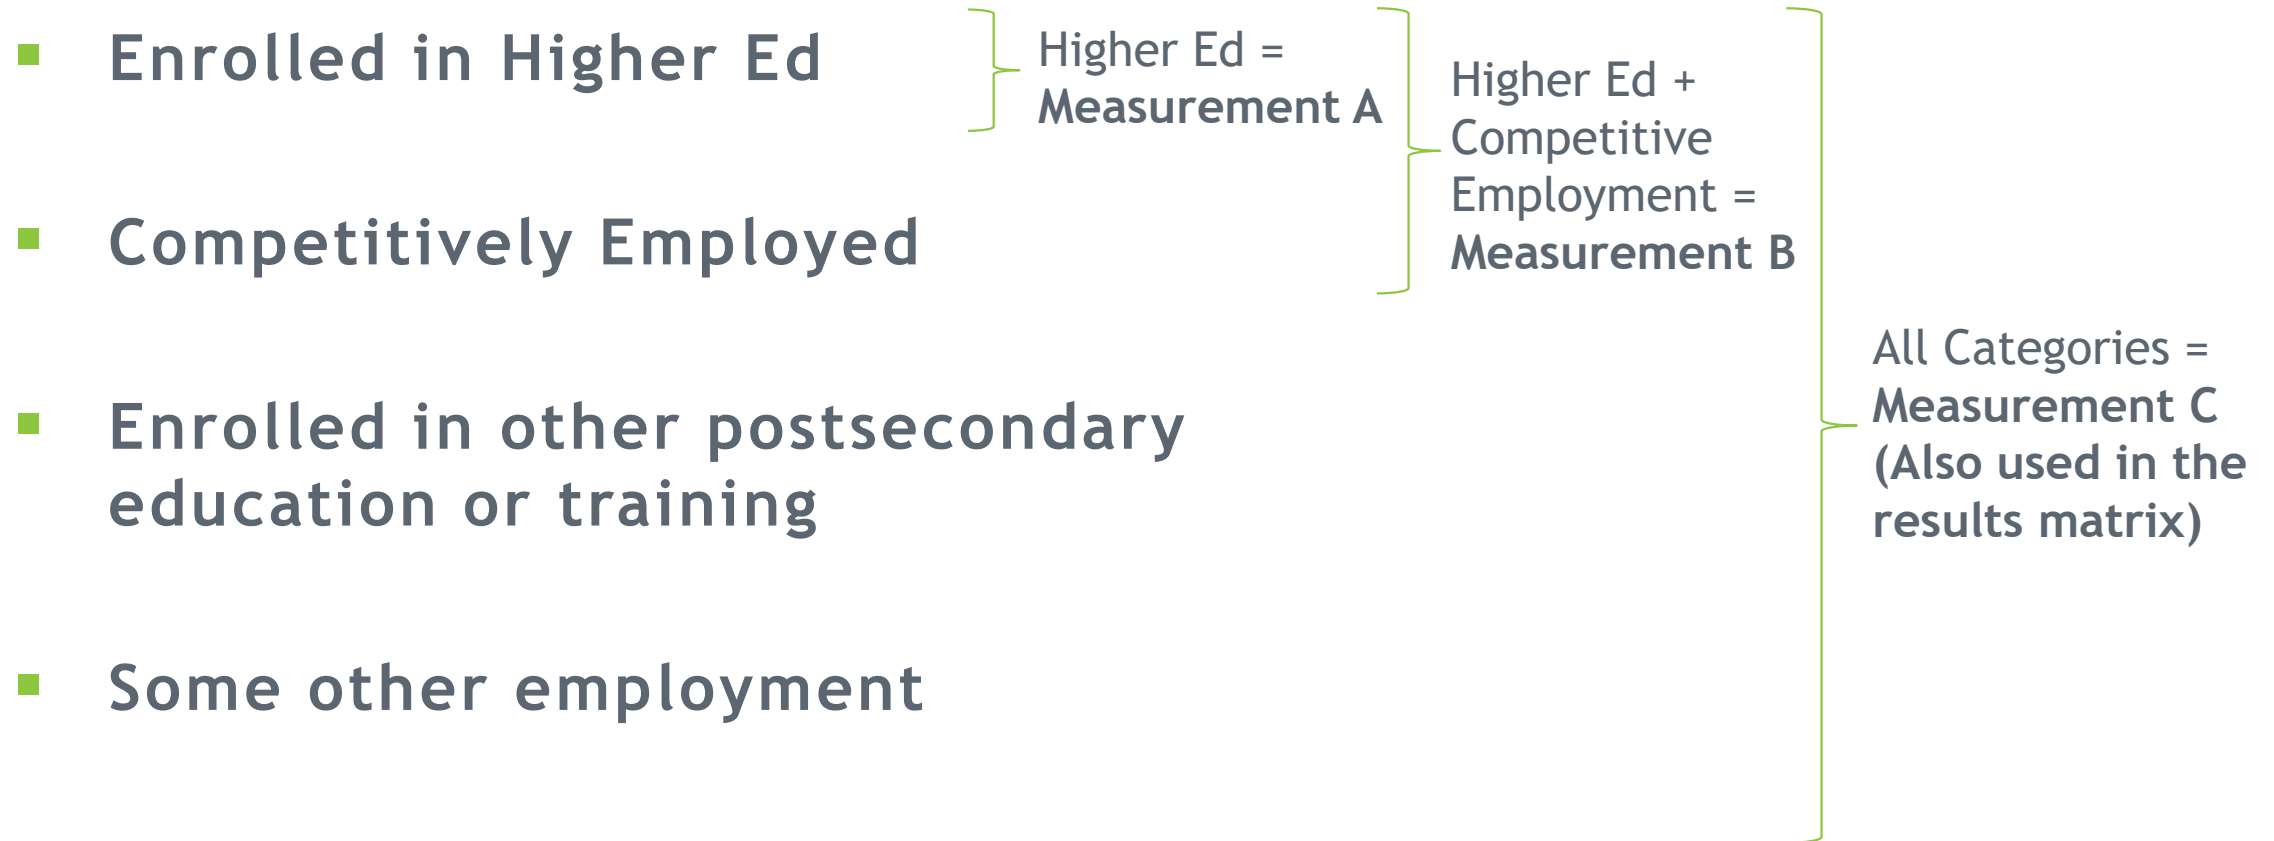 Enrolled in Higher Ed
Higher Ed =
Measurement A
Higher Ed +
Competitive
Employment =
Measurement B
Competitively Employed
All Categories =
Measurement C
(Also used in the
results matrix)
Enrolled in other postsecondary
education or training
Some other employment